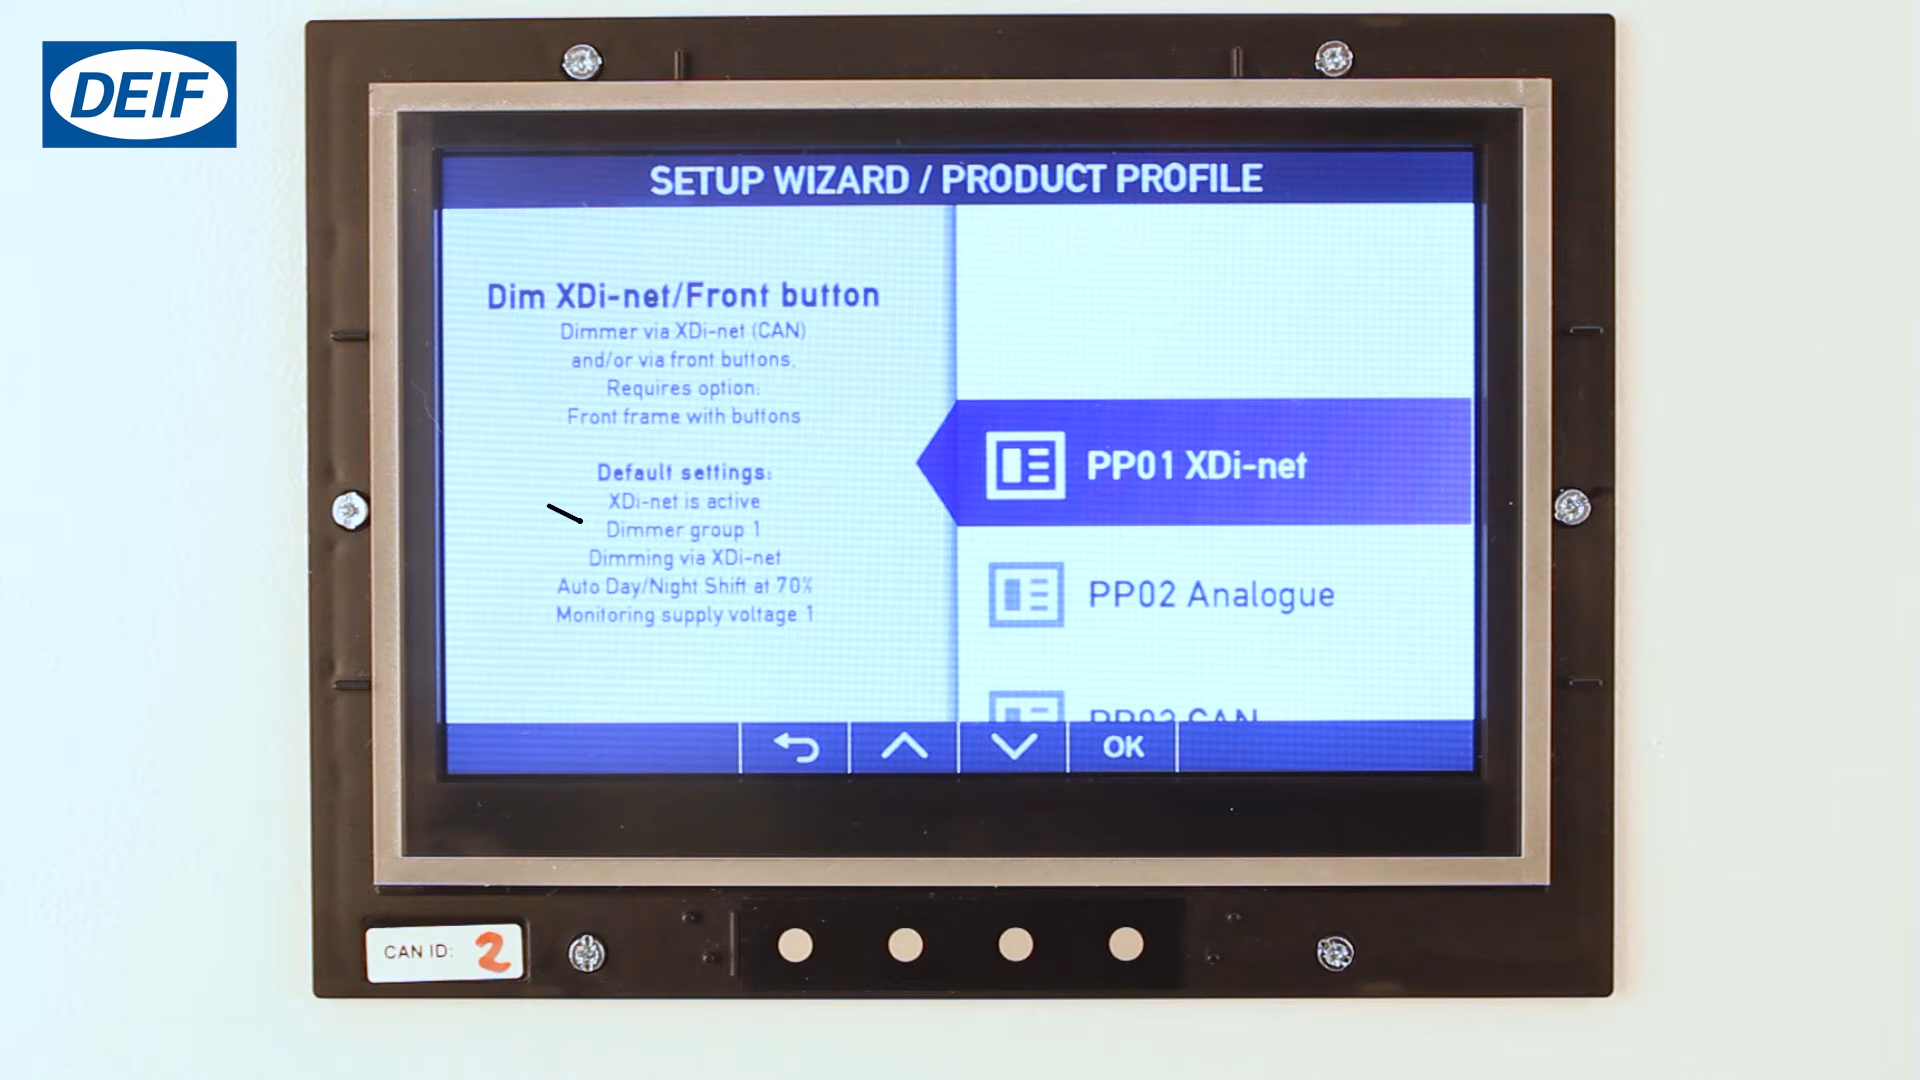 DEIF
SETUP WIZARD / PRODUCT PROFILE
Dim XDi-net/Front button
Dimmer via XDi-net (CAN)
and/or via front buttons,
Requires option:
Front frame with buttons
Default settings:
XDi-net is active
Dimmer group 1
Dimming via XDi-net
Auto Day/Night Shift at 70%
Monitoring supply voltage 1
PP01 XDi-net
PP02 Analogue
PP03 CAN
OK
CAN ID: 2